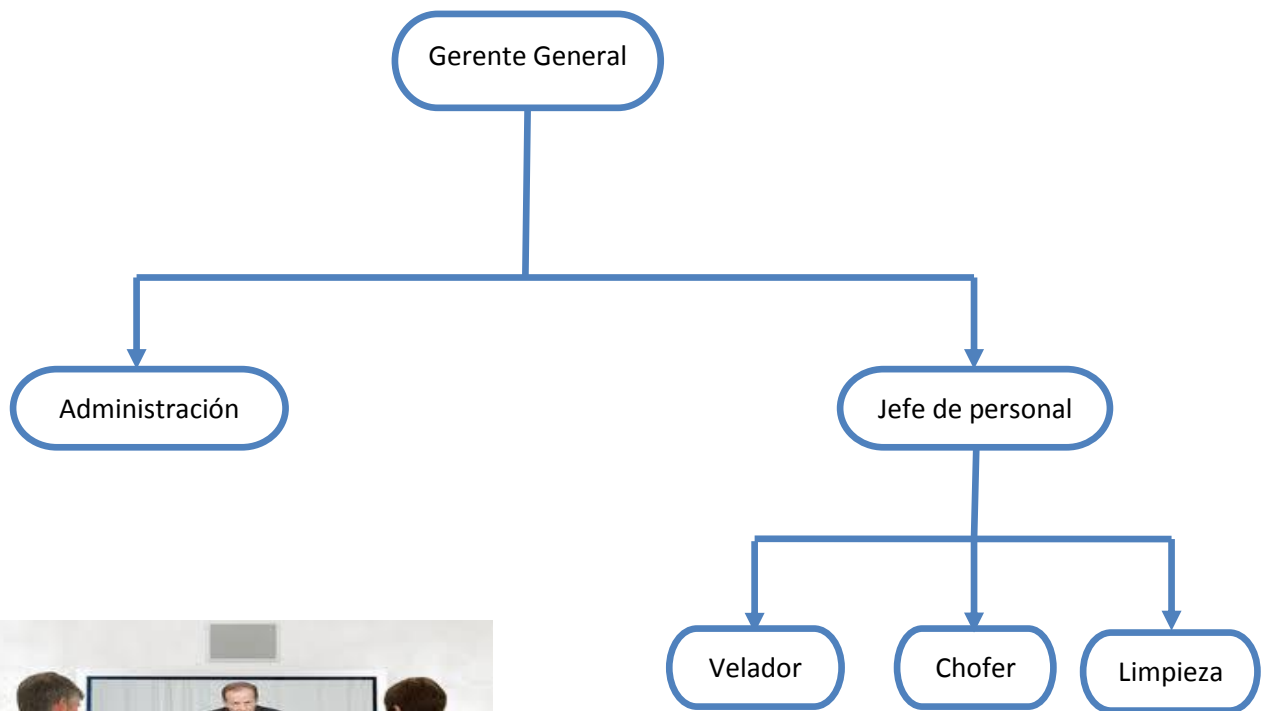 Gerente General
Administración
Jefe de personal
Velador
Chofer
Limpieza